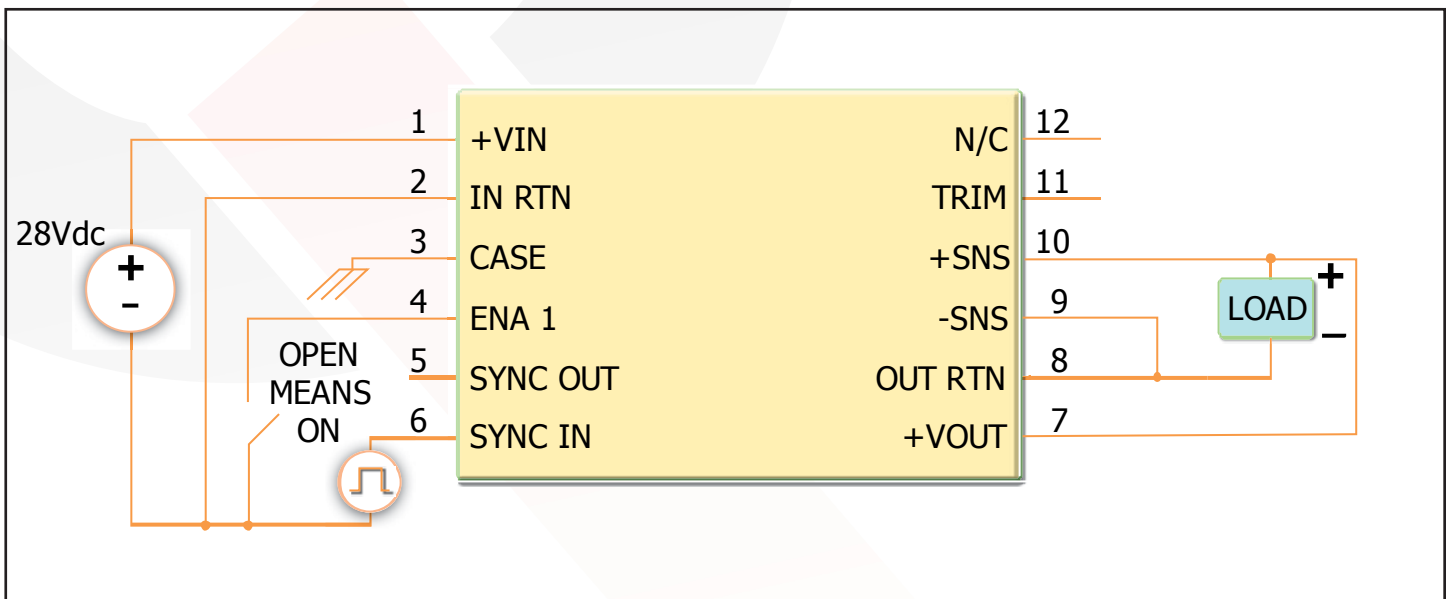 28Vdc
+
-
1
+VIN
2
IN RTN
3
CASE
4
ENA 1
5
SYNC OUT
6
SYNC IN
OPEN
MEANS
ON
12
N/C
11
TRIM
10
+SNS
9
-SNS
8
OUT RTN
7
+VOUT
LOAD
+
−